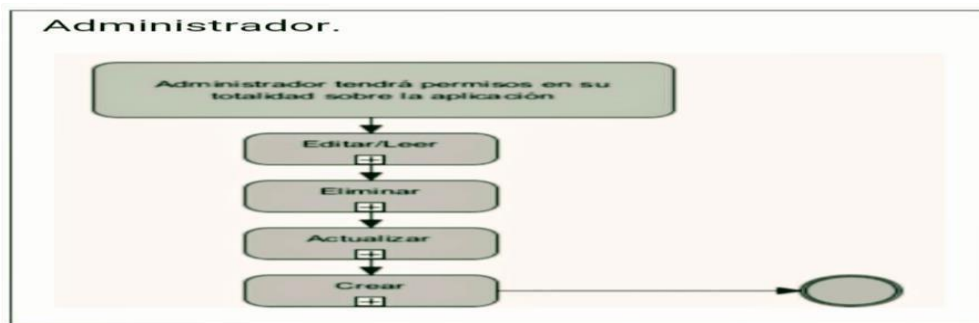 Administrador.
Administrador tendrá permisos en su
totalidad sobre la aplicación
Editar/Leer
Eliminar
Actualizar
Crear